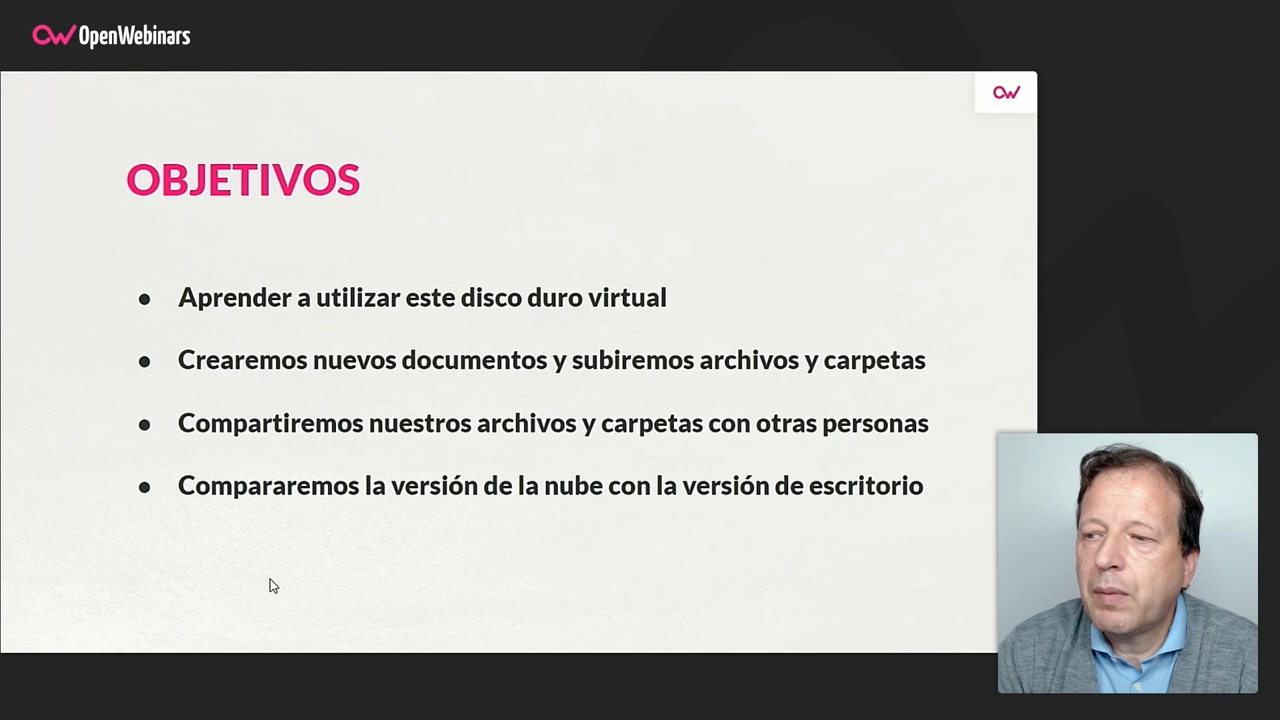 OpenWebinars
OBJETIVOS
● Aprender a utilizar este disco duro virtual
● Crearemos nuevos documentos y subiremos archivos y carpetas
● Compartiremos nuestros archivos y carpetas con otras personas
● Compararemos la versión de la nube con la versión de escritorio